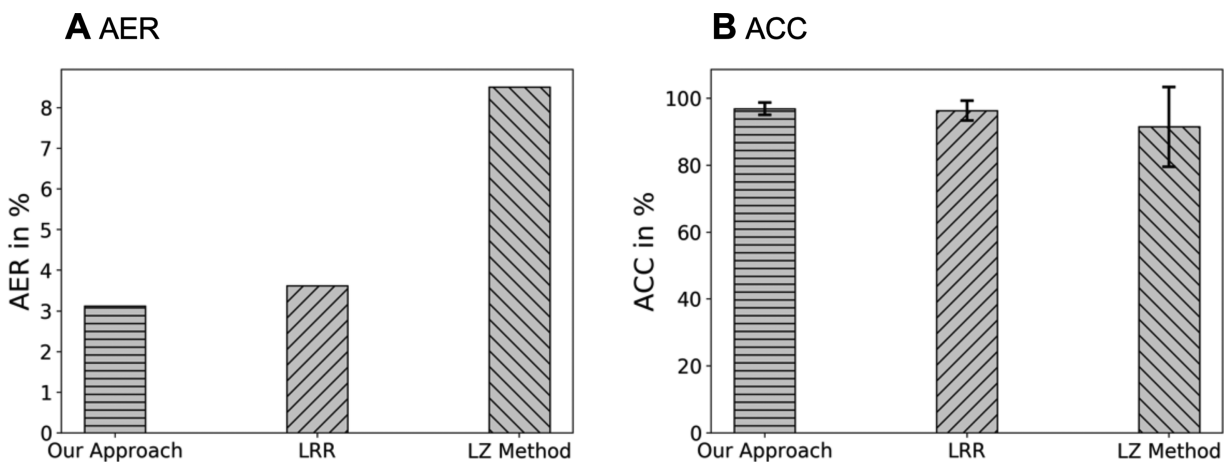 A AER
AER in %
8
7
6
5
4
3
2
1
0
Our Approach
LRR
LZ Method
B ACC
ACC in %
100
80
60
40
20
0
Our Approach
LRR
LZ Method